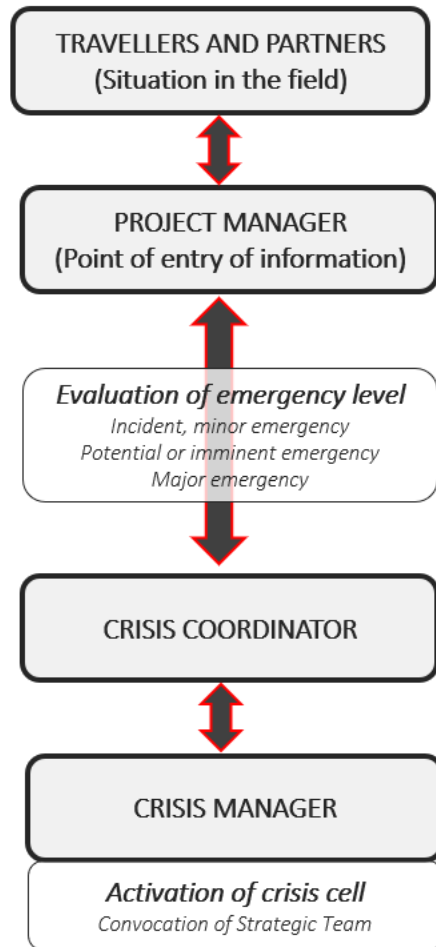 TRAVELLERS AND PARTNERS
(Situation in the field)
PROJECT MANAGER
(Point of entry of information)
Evaluation of emergency level
Incident, minor emergency
Potential or imminent emergency
Major emergency
CRISIS COORDINATOR
CRISIS MANAGER
Activation of crisis cell
Convocation of Strategic Team